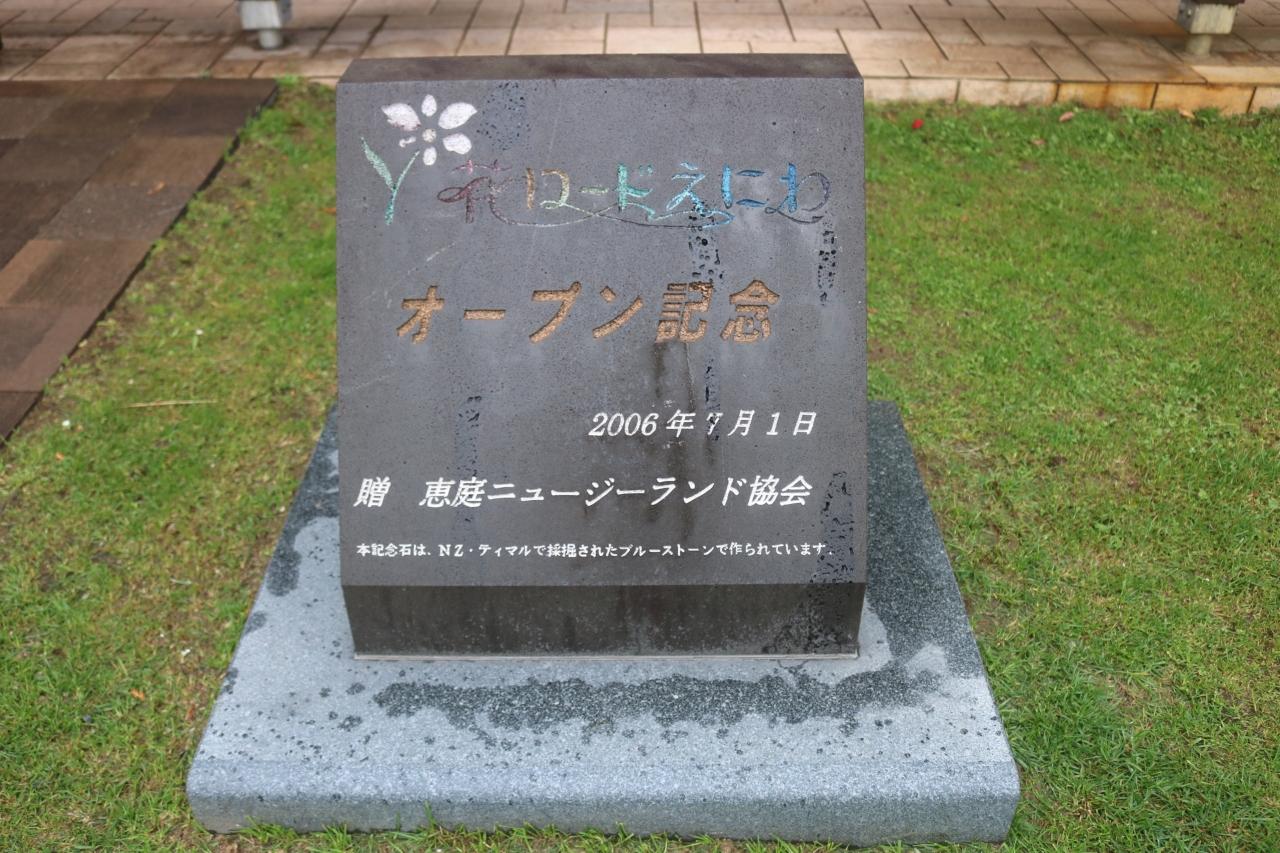 花ロードえにわ
オープン記念
2006年7月1日
贈　恵庭ニュージーランド協会
本記念石は、NZ・ティマルで採掘されたブルーストーンで作られています。